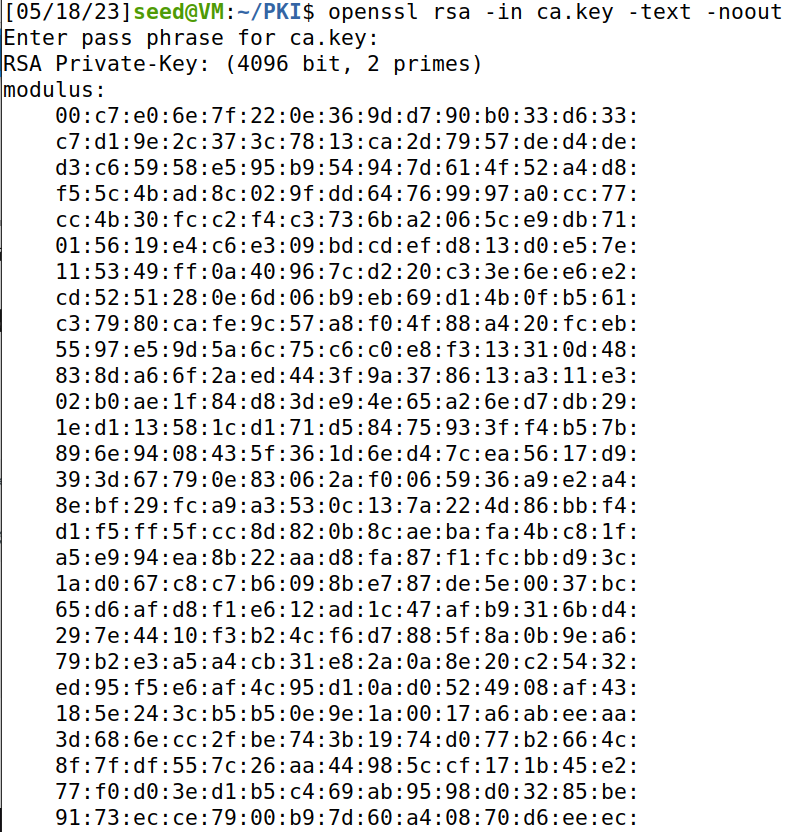 [05/18/23]seed@VM:~/PKI$ openssl rsa -in ca.key -text -noout
Enter pass phrase for ca.key:
RSA Private-Key: (4096 bit, 2 primes)
modulus:
    00:c7:e0:6e:7f:22:0e:36:9d:d7:90:b0:33:d6:33:
    c7:d1:9e:2c:37:3c:78:13:ca:2d:79:57:de:d4:de:
    d3:c6:59:58:e5:95:b9:54:94:7d:61:4f:52:a4:d8:
    f5:5c:4b:ad:8c:02:9f:dd:64:76:99:97:a0:cc:77:
    cc:4b:30:fc:c2:f4:c3:73:6b:a2:06:5c:e9:db:71:
    01:56:19:e4:c6:e3:09:bd:cd:ef:d8:13:d0:e5:7e:
    11:53:49:ff:0a:40:96:7c:d2:20:c3:3e:6e:e6:e2:
    cd:52:51:28:0e:6d:06:b9:eb:69:d1:4b:0f:b5:61:
    c3:79:80:ca:fe:9c:57:a8:f0:4f:88:a4:20:fc:eb:
    55:97:e5:9d:5a:6c:75:c6:c0:e8:f3:13:31:0d:48:
    83:8d:a6:6f:2a:ed:44:3f:9a:37:86:13:a3:11:e3:
    02:b0:ae:1f:84:d8:3d:e9:4e:65:a2:6e:d7:db:29:
    1e:d1:13:58:1c:d1:71:d5:84:75:93:3f:f4:b5:7b:
    89:6e:94:08:43:5f:36:1d:6e:d4:7c:ea:56:17:d9:
    39:3d:67:79:0e:83:06:2a:f0:06:59:36:a9:e2:a4:
    8e:bf:29:fc:a9:a3:53:0c:13:7a:22:4d:86:bb:f4:
    d1:f5:ff:5f:cc:8d:82:0b:8c:ae:ba:fa:4b:c8:1f:
    a5:e9:94:ea:8b:22:aa:d8:fa:87:f1:fc:bb:d9:3c:
    1a:d0:67:c8:c7:b6:09:8b:e7:87:de:5e:00:37:bc:
    65:d6:af:d8:f1:e6:12:ad:1c:47:af:b9:31:6b:d4:
    29:7e:44:10:f3:b2:4c:f6:d7:88:5f:8a:0b:9e:a6:
    79:b2:e3:a5:a4:cb:31:e8:2a:0a:8e:20:c2:54:32:
    ed:95:f5:e6:af:4c:95:d1:0a:d0:52:49:08:af:43:
    18:5e:24:3c:b5:b5:0e:9e:1a:00:17:a6:ab:ee:aa:
    3d:68:6e:cc:2f:be:74:3b:19:74:d0:77:b2:66:4c:
    8f:7f:df:55:7c:26:aa:44:98:5c:cf:17:1b:45:e2:
    77:f0:d0:3e:d1:b5:c4:69:ab:95:98:d0:32:85:be:
    91:73:ec:ce:79:00:b9:7d:60:a4:08:70:d6:ee:ec: